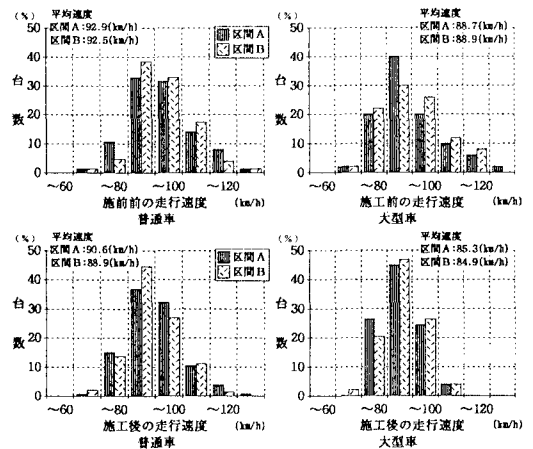 (%)
平均速度
区間A:92.9(km/h)
区間B:92.5(km/h)
区間A
区間B
50
40
30
20
10
0
台
数
～60
～80
～100
～120
施前前の走行速度
(km/h)
普通車
(%)
平均速度
区間A:88.7(km/h)
区間B:88.9(km/h)
50
40
30
20
10
0
台
数
～60
～80
～100
～120
施工前の走行速度
(km/h)
大型車
(%)
平均速度
区間A:90.6(km/h)
区間B:88.9(km/h)
区間A
区間B
50
40
30
20
10
0
台
数
～60
～80
～100
～120
施工後の走行速度
(km/h)
普通車
(%)
平均速度
区間A:85.3(km/h)
区間B:84.9(km/h)
50
40
30
20
10
0
台
数
～60
～80
～100
～120
施工後の走行速度
(km/h)
大型車